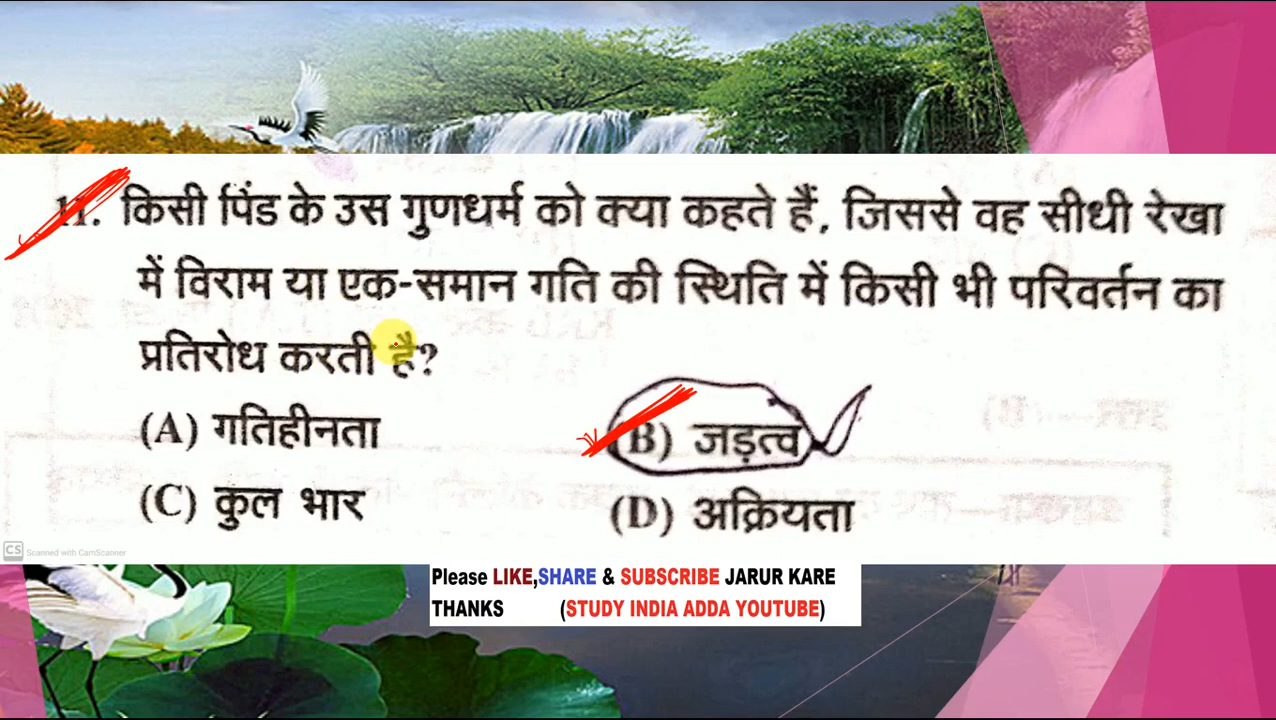 11. किसी पिंड के उस गुणधर्म को क्या कहते हैं, जिससे वह सीधी रेखा
में विराम या एक-समान गति की स्थिति में किसी भी परिवर्तन का
प्रतिरोध करती है?
(A) गतिहीनता
(B) जड़त्व
(C) कुल भार
(D) अक्रियता
CS Scanned with CamScanner
Please LIKE,SHARE & SUBSCRIBE JARUR KARE
THANKS (STUDY INDIA ADDA YOUTUBE)